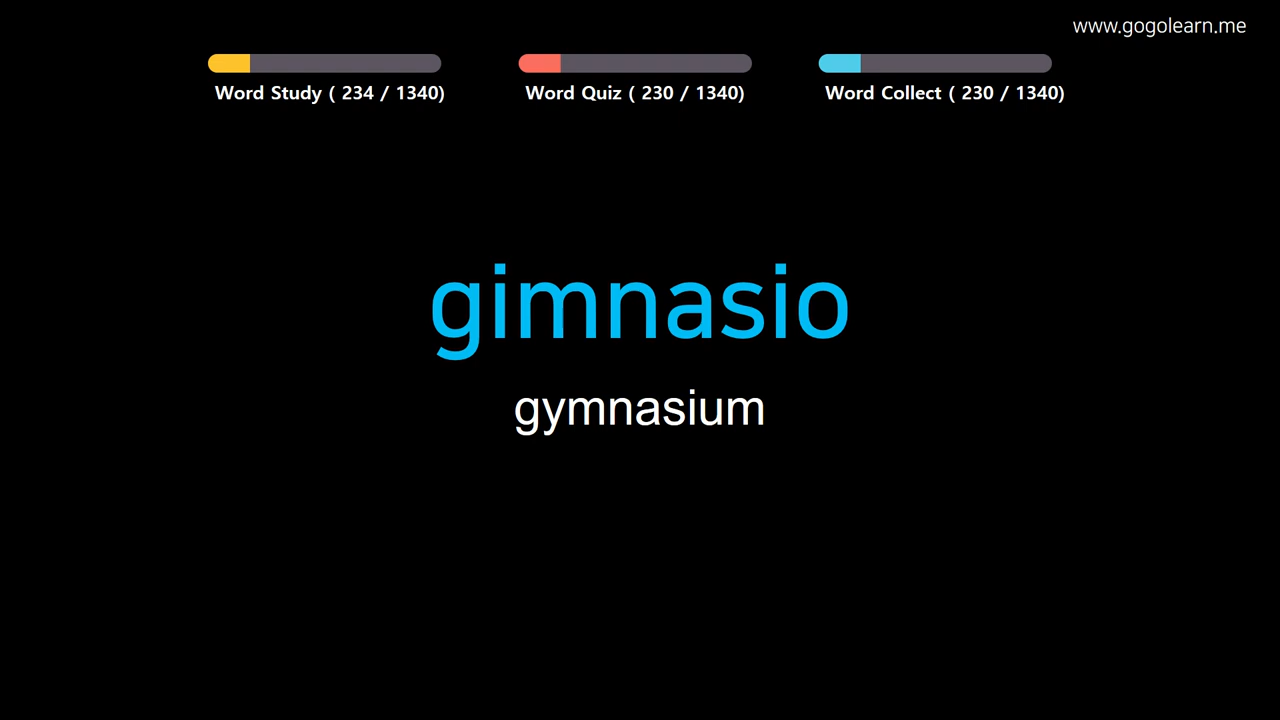 www.gogolearn.me
Word Study ( 234 / 1340)
Word Quiz ( 230 / 1340)
Word Collect ( 230 / 1340)
gimnasio
gymnasium